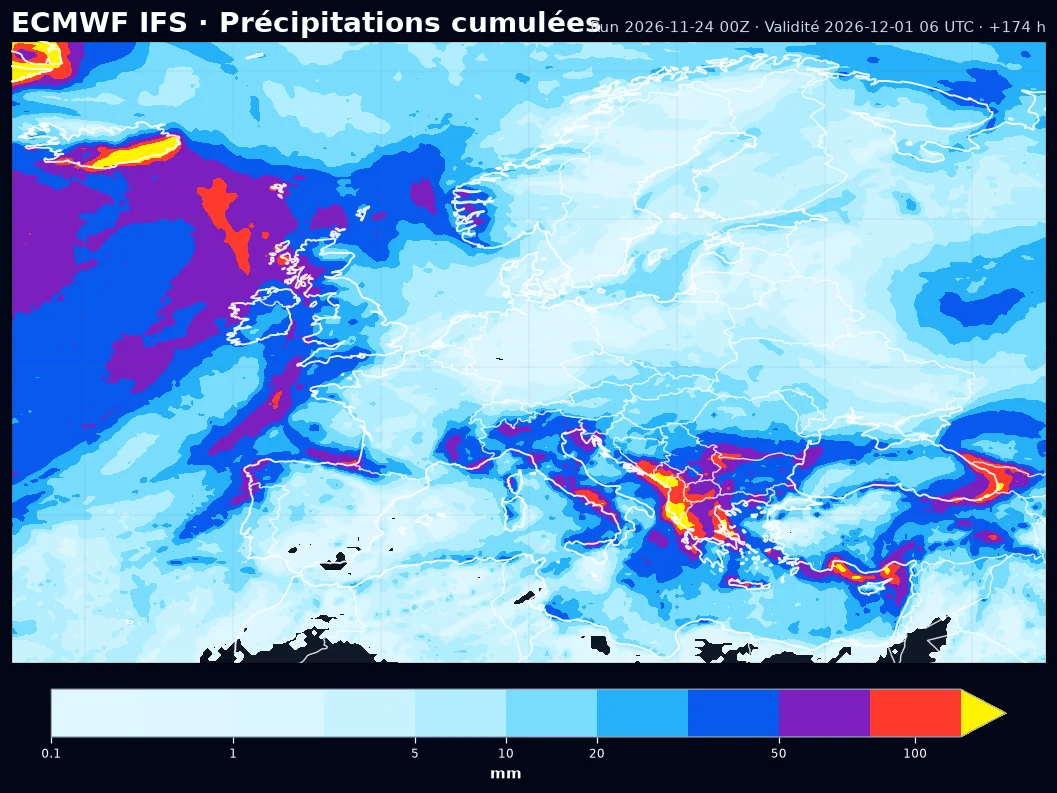 ECMWF IFS · Précipitations cumulées
Run 2026-11-24 00Z · Validité 2026-12-01 06 UTC · +174 h
0.1 1 5 10 20 50 100
mm